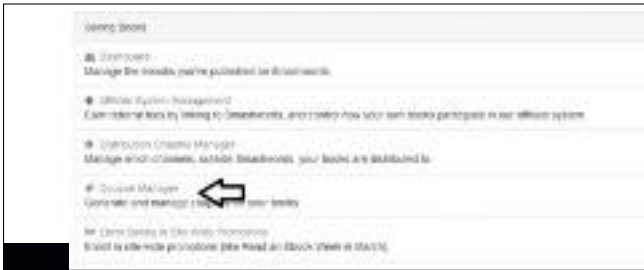 Selling Books
Dashboard
Manage the ebooks you've published on Smashwords.
Affiliate System Management
Earn referral fees by linking to Smashwords, and control how your own books participate in our affiliate system.
Distribution Channel Manager
Manage which channels, outside Smashwords, your books are distributed to.
Coupon Manager
Generate and manage your books
Enroll Books in Site Wide Promotions
Enroll in site-wide promotions (like Read an Ebook Week in March).